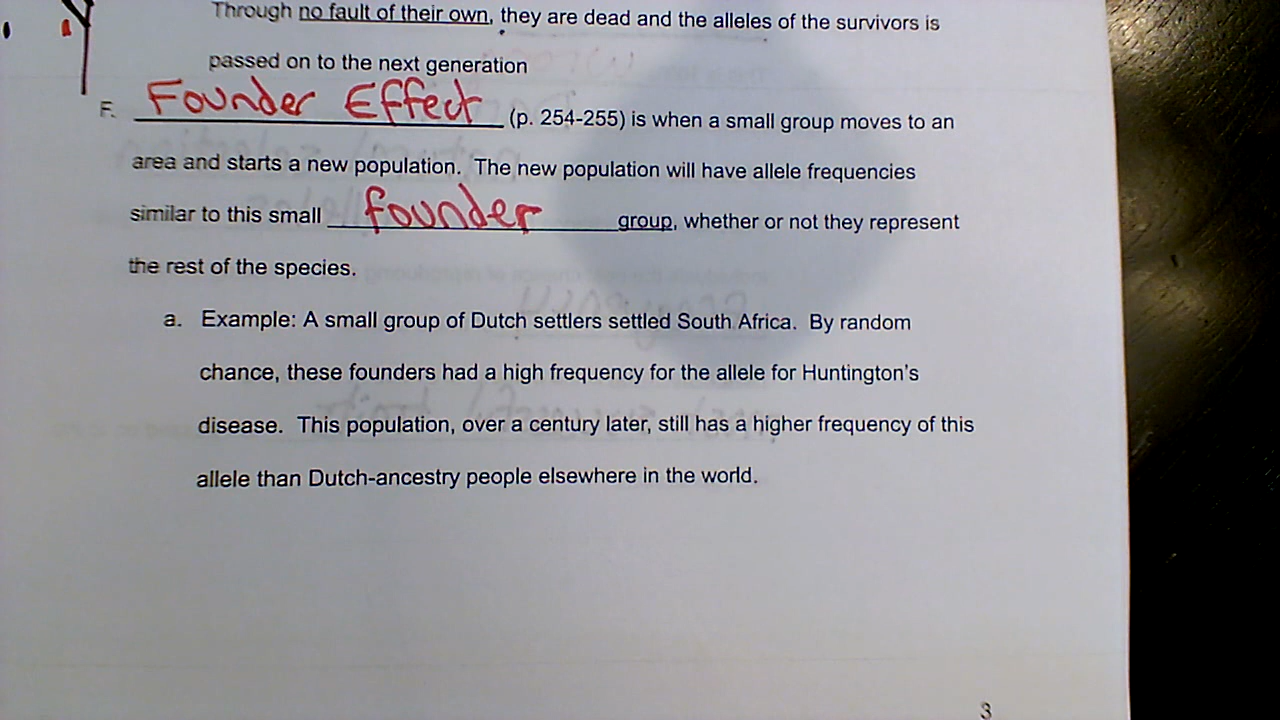 Through no fault of their own, they are dead and the alleles of the survivors is
passed on to the next generation
F. Founder Effect (p. 254-255) is when a small group moves to an
area and starts a new population. The new population will have allele frequencies
similar to this small founder group, whether or not they represent
the rest of the species.
a. Example: A small group of Dutch settlers settled South Africa. By random
chance, these founders had a high frequency for the allele for Huntington's
disease. This population, over a century later, still has a higher frequency of this
allele than Dutch-ancestry people elsewhere in the world.
3